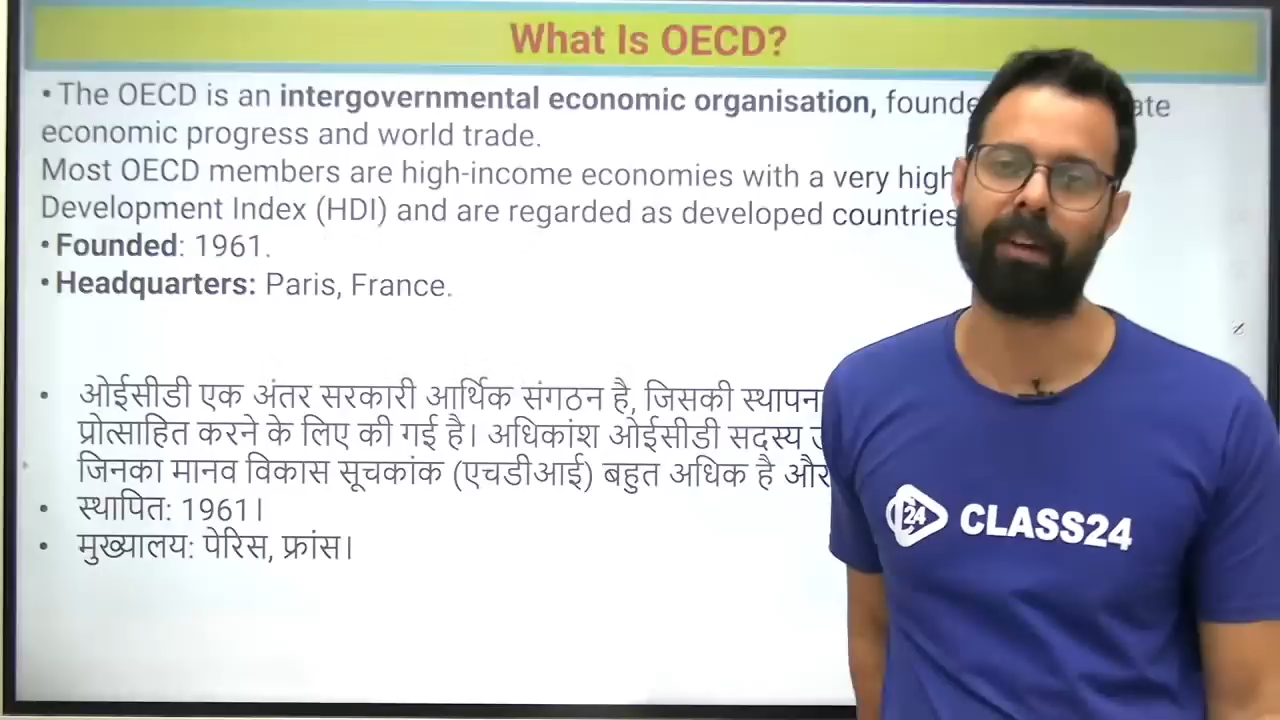 What Is OECD?
• The OECD is an intergovernmental economic organisation,
economic progress and world trade.
Most OECD members are high-income economies with a very high
Development Index (HDI) and are regarded as developed countries
• Founded: 1961.
• Headquarters: Paris, France.
• ओईसीडी एक अंतर सरकारी आर्थिक संगठन है, जिसकी
प्रोत्साहित करने के लिए की गई है। अधिकांश ओईसीडी सदस्य
जिनका मानव विकास सूचकांक (एचडीआई) बहुत अधिक है और
• स्थापित: 1961।
• मुख्यालय: पेरिस, फ्रांस।
24 CLASS24